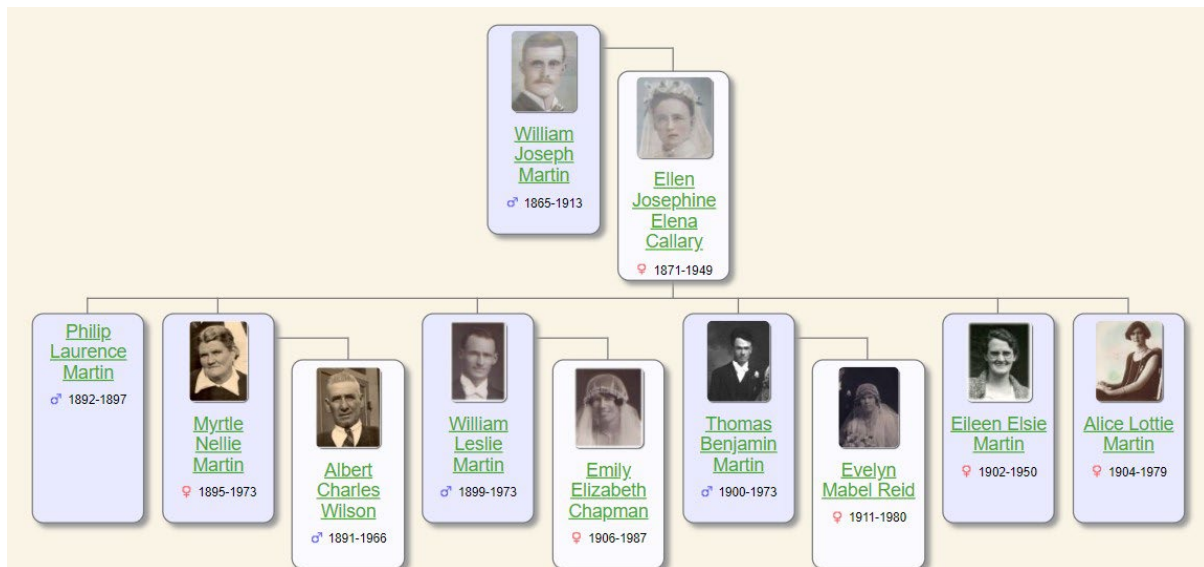 William
Joseph
Martin
♂ 1865-1913
Ellen
Josephine
Elena
Callary
♀ 1871-1949
Philip
Laurence
Martin
♂ 1892-1897
Myrtle
Nellie
Martin
♀ 1895-1973
Albert
Charles
Wilson
♂ 1891-1966
William
Leslie
Martin
♂ 1899-1973
Emily
Elizabeth
Chapman
♀ 1906-1987
Thomas
Benjamin
Martin
♂ 1900-1973
Evelyn
Mabel Reid
♀ 1911-1980
Eileen Elsie
Martin
♀ 1902-1950
Alice Lottie
Martin
♀ 1904-1979